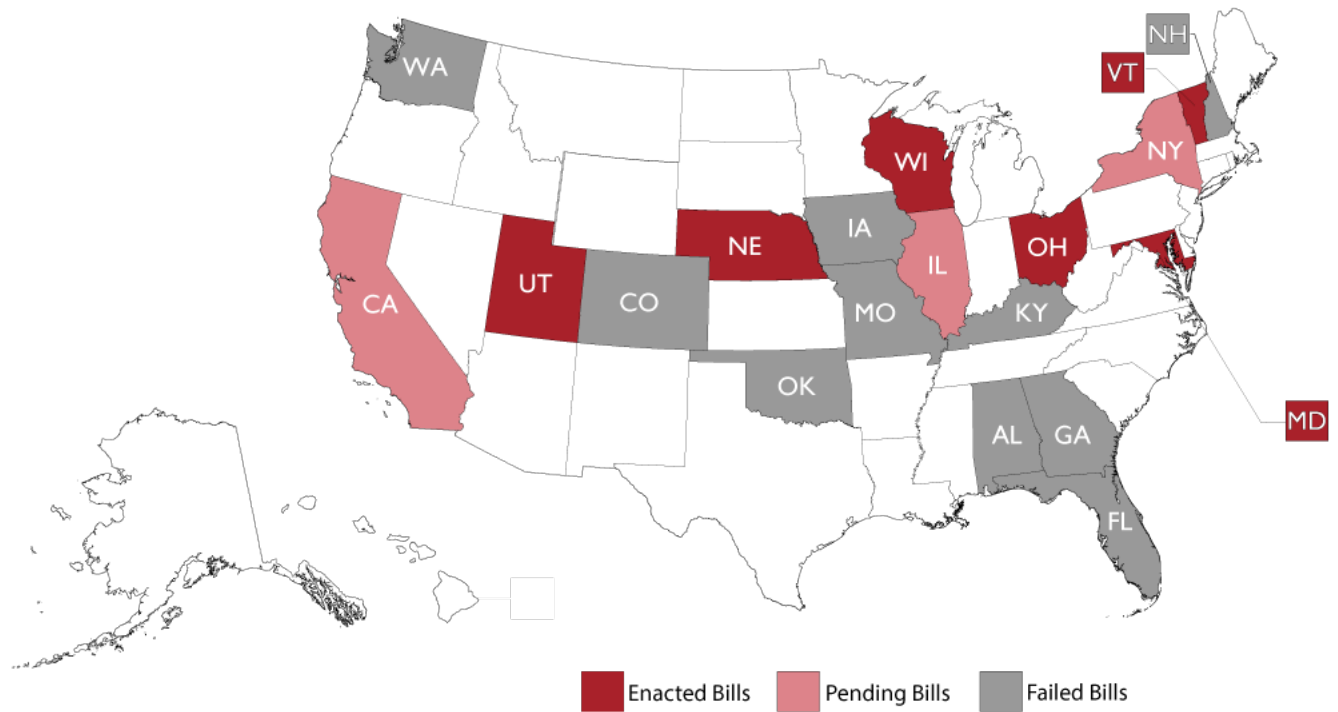 NH
WA
VT
NY
WI
IA
NE
OH
IL
UT
CO
CA
MO
KY
OK
MD
AL
GA
FL
Enacted Bills
Pending Bills
Failed Bills